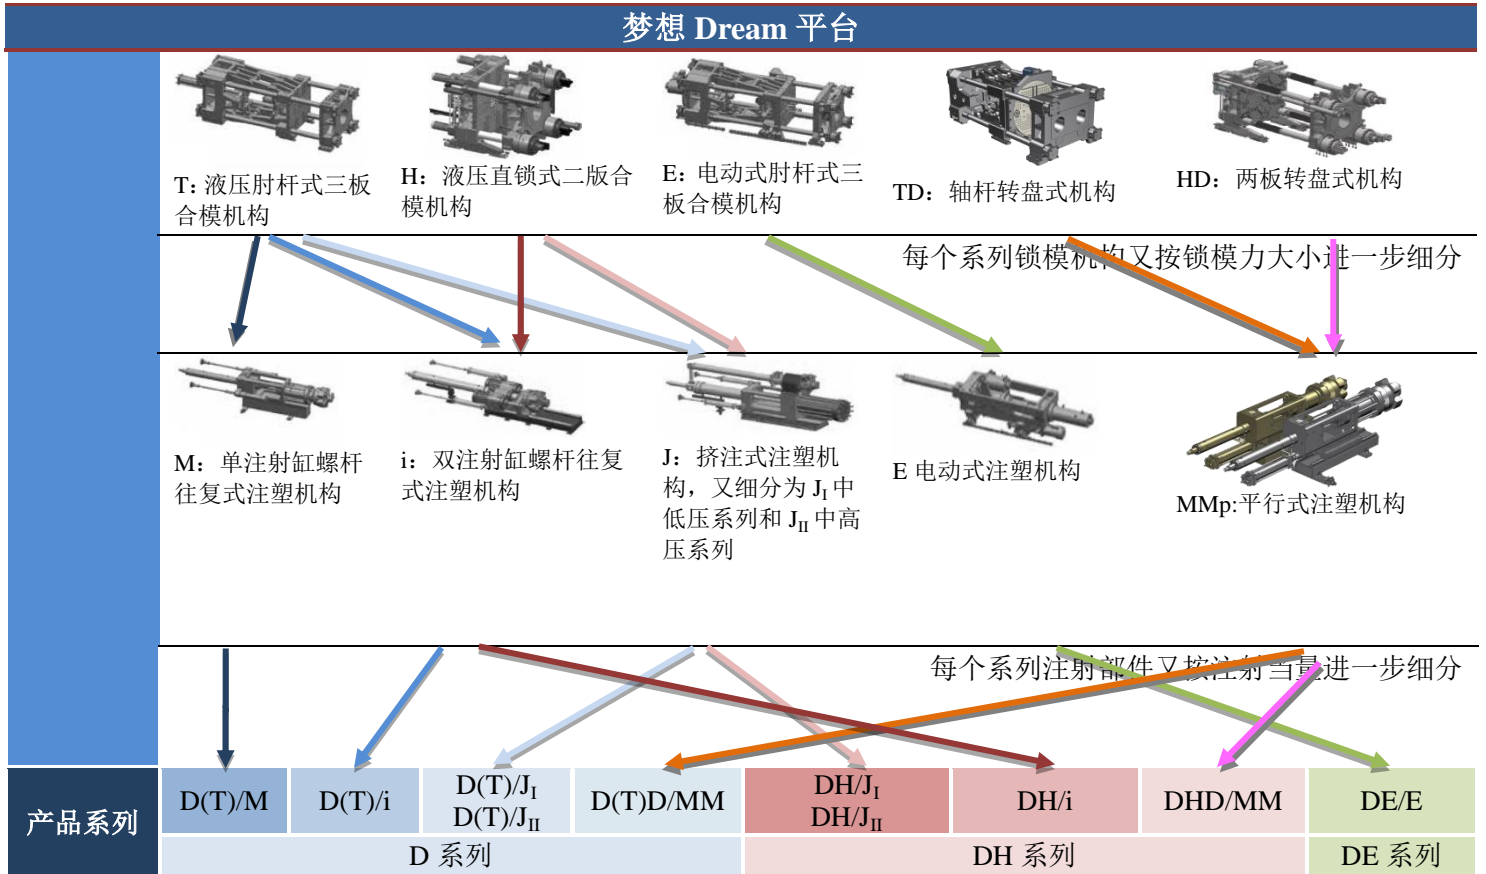 梦想 Dream 平台
T: 液压肘杆式三板
合模机构
H：液压直锁式二版合
模机构
E：电动式肘杆式三
板合模机构
TD：轴杆转盘式机构
HD：两板转盘式机构
每个系列锁模机构又按锁模力大小进一步细分
M：单注射缸螺杆
往复式注塑机构
i：双注射缸螺杆往复
式注塑机构
J：挤注式注塑机
构，又细分为 J_I 中
低压系列和 J_II 中高
压系列
E 电动式注塑机构
MMp:平行式注塑机构
每个系列注射部件又按注射当量进一步细分
产品系列
D(T)/M
D(T)/i
D(T)/J_I
D(T)/J_II
D(T)D/MM
DH/J_I
DH/J_II
DH/i
DHD/MM
DE/E
D 系列
DH 系列
DE 系列